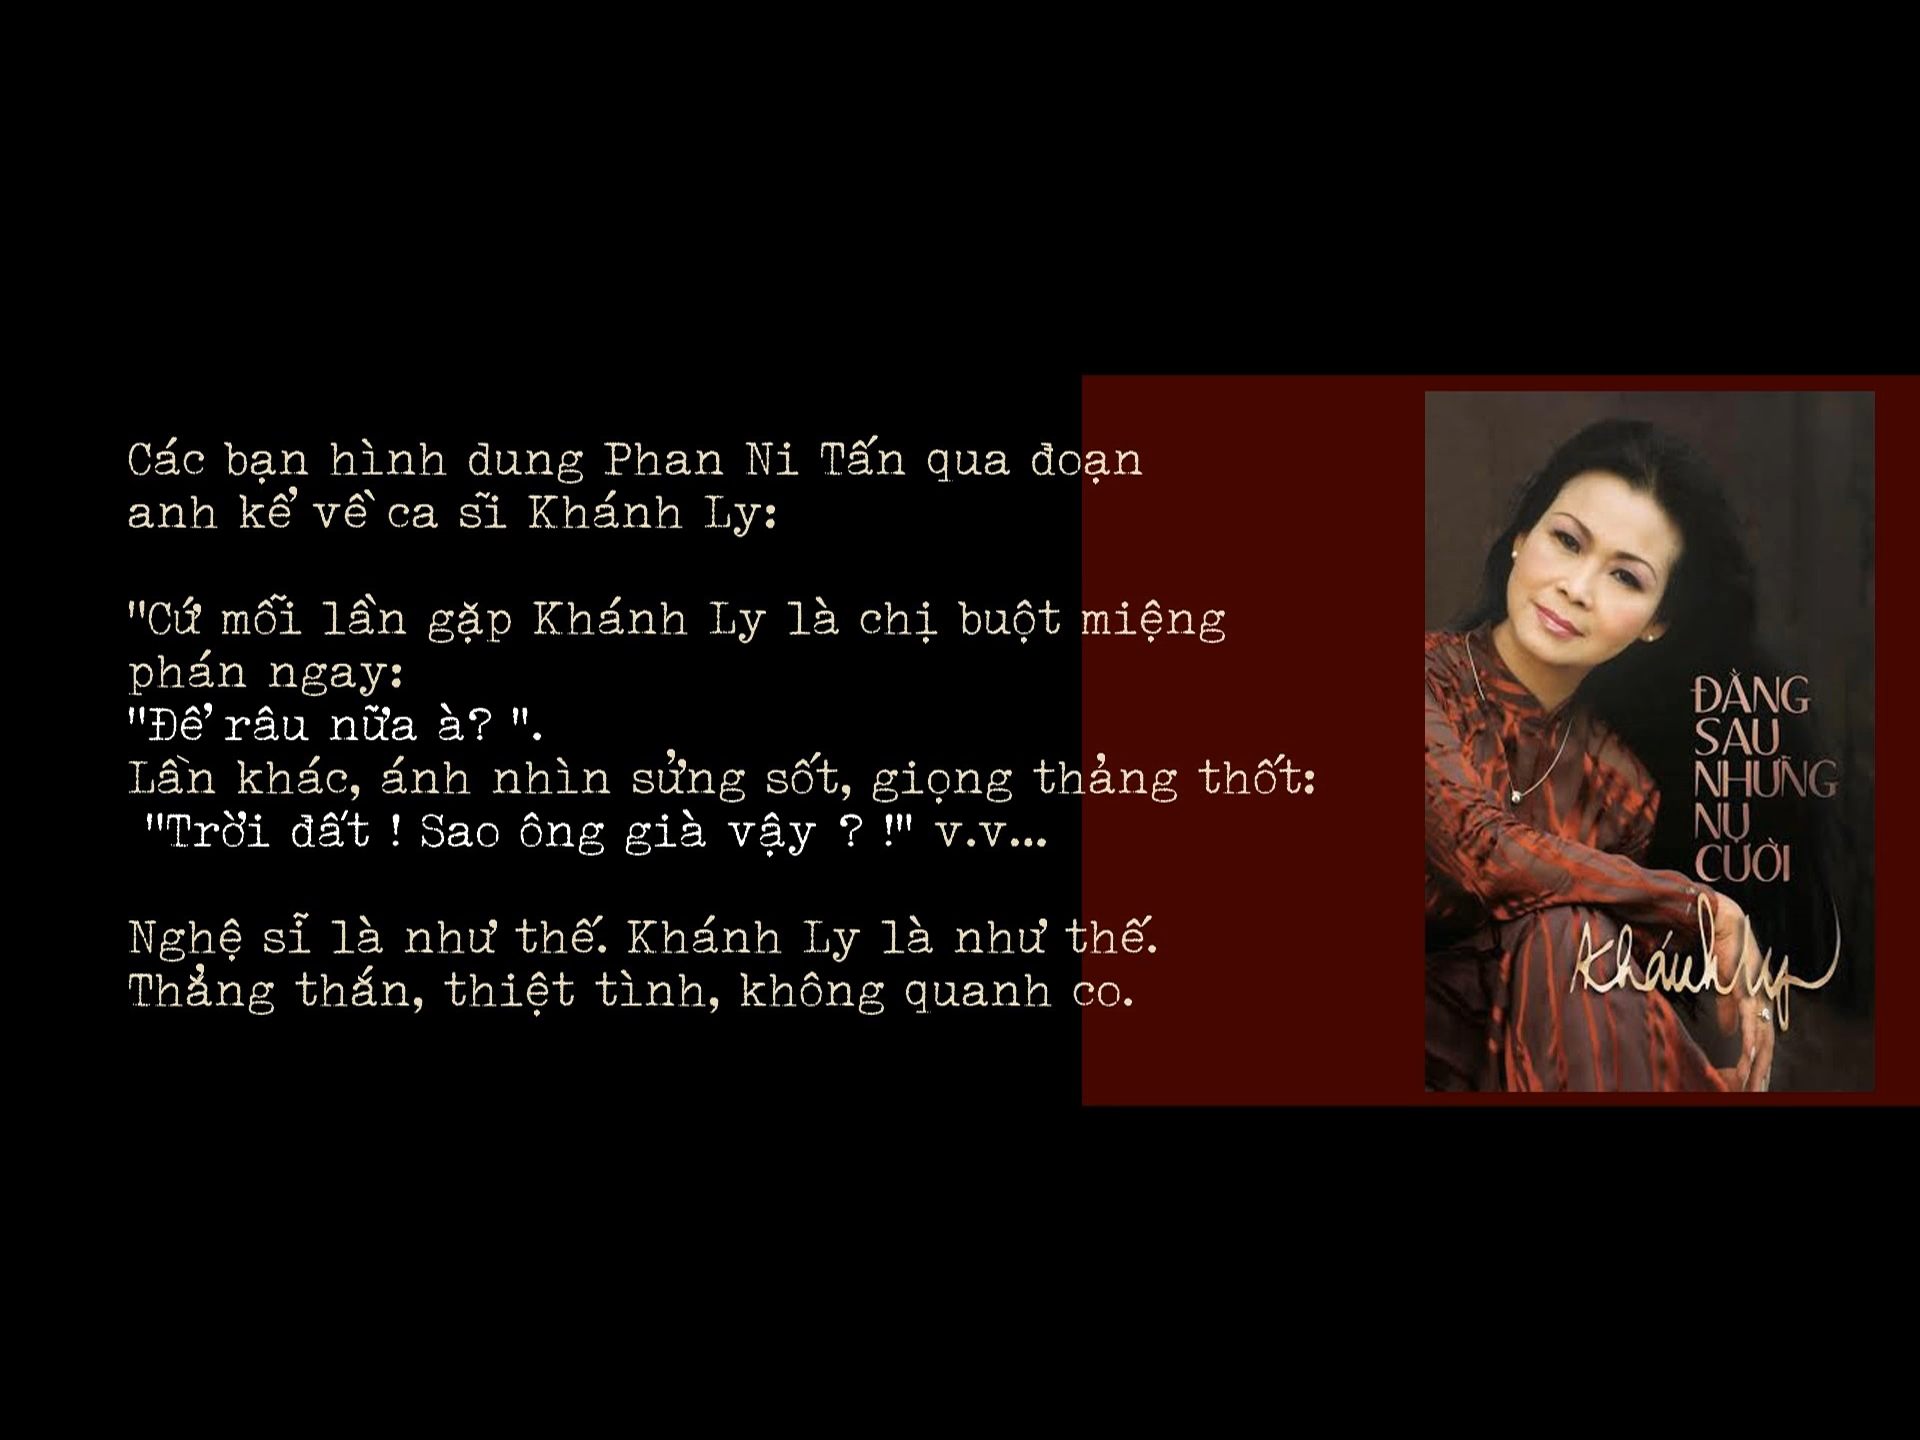 Các bạn hình dung Phan Ni Tấn qua đoạn
anh kể về ca sĩ Khánh Ly:
"Cứ mỗi lần gặp Khánh Ly là chị buột miệng
phán ngay:
"Để râu nữa à? ".
Lần khác, ánh nhìn sửng sốt, giọng thảng thốt:
"Trời đất ! Sao ông già vậy ? !" v.v...
Nghệ sĩ là như thế. Khánh Ly là như thế.
Thẳng thắn, thiệt tình, không quanh co.
ĐẰNG
SAU
NHỮNG
NỤ
CƯỜI
Khánh Ly